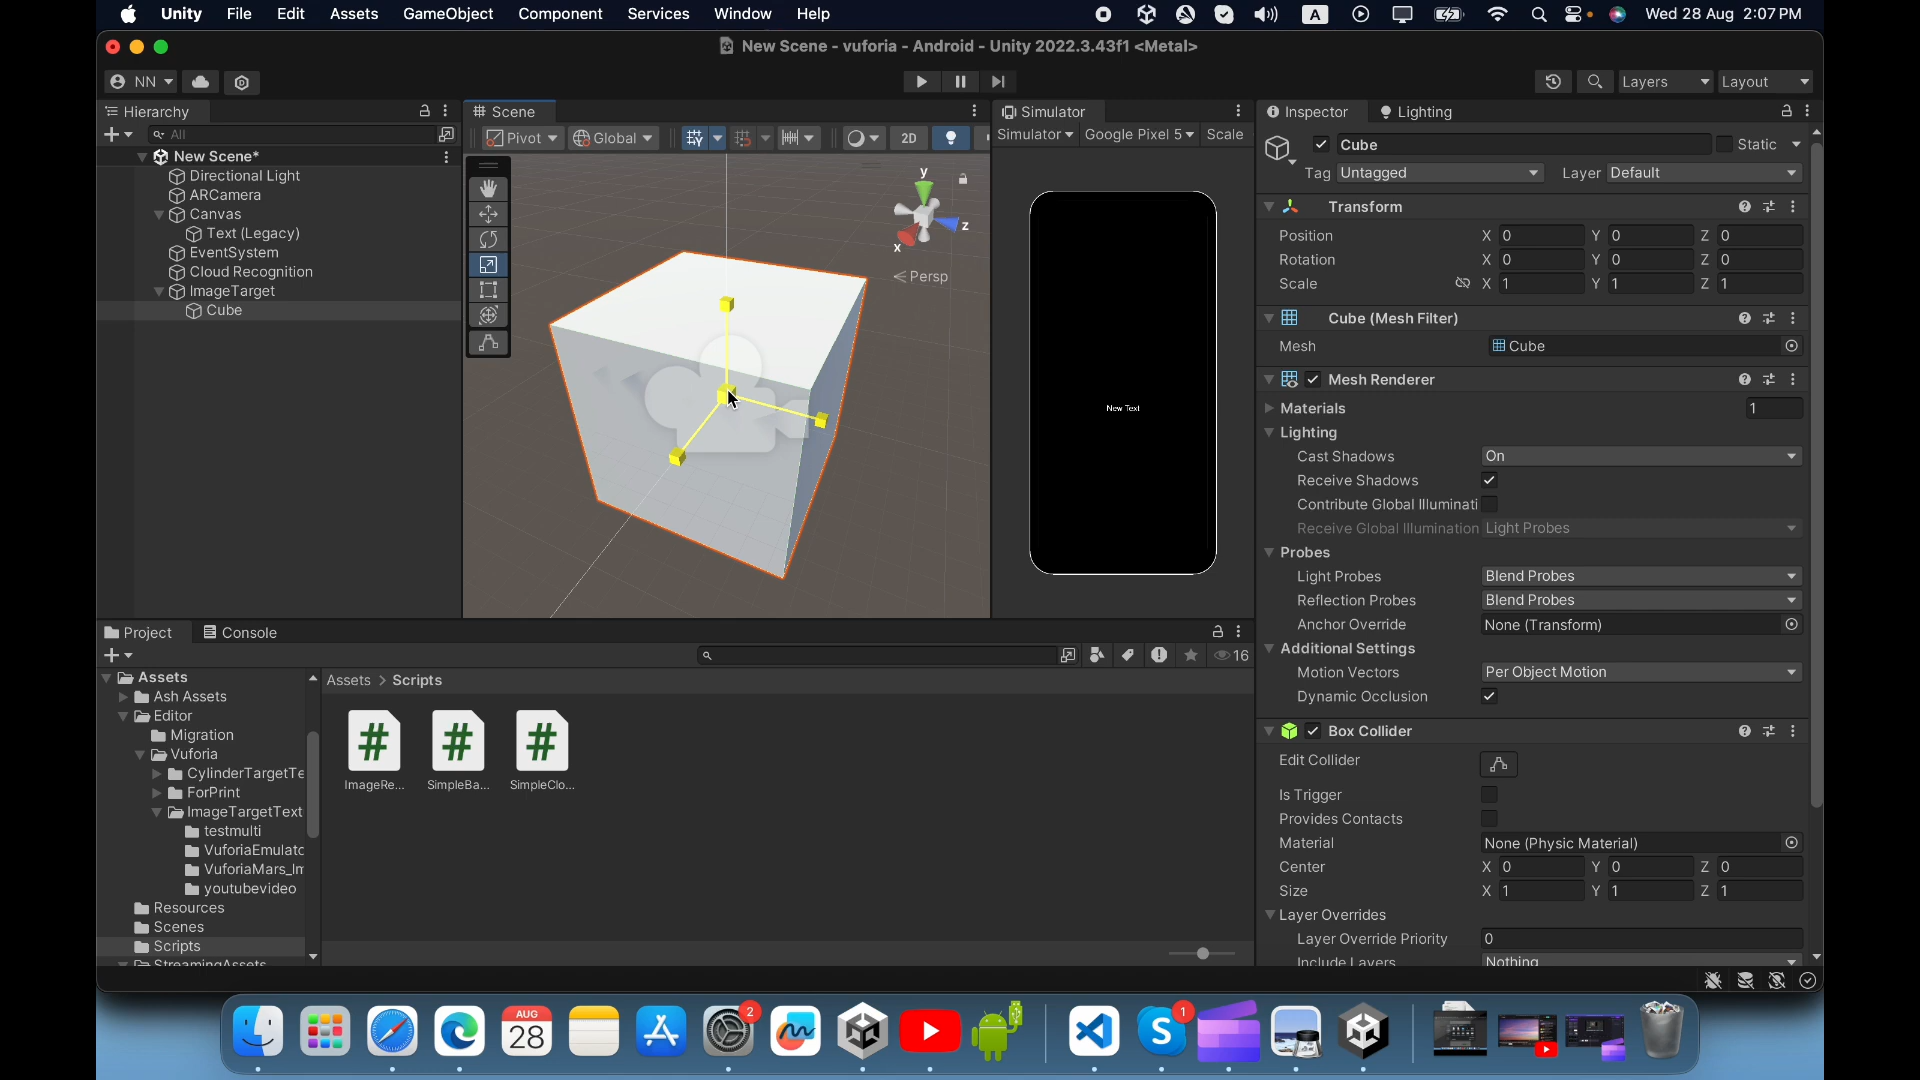 Unity File Edit Assets GameObject Component Services Window Help A Wed 28 Aug 2:07 PM
New Scene - vuforia - Android - Unity 2022.3.43f1 <Metal>
NN Layers Layout
Hierarchy
All
New Scene*
Directional Light
ARCamera
Canvas
Text (Legacy)
EventSystem
Cloud Recognition
ImageTarget
Cube
Scene
Pivot Global 2D
y
z
x
Persp
Simulator
Simulator Google Pixel 5 Scale
New Text
Inspector Lighting
Cube Static
Tag Untagged Layer Default
Transform
Position X 0 Y 0 Z 0
Rotation X 0 Y 0 Z 0
Scale X 1 Y 1 Z 1
Cube (Mesh Filter)
Mesh Cube
Mesh Renderer
Materials 1
Lighting
Cast Shadows On
Receive Shadows
Contribute Global Illuminati
Receive Global Illumination Light Probes
Probes
Light Probes Blend Probes
Reflection Probes Blend Probes
Anchor Override None (Transform)
Additional Settings
Motion Vectors Per Object Motion
Dynamic Occlusion
Box Collider
Edit Collider
Is Trigger
Provides Contacts
Material None (Physic Material)
Center X 0 Y 0 Z 0
Size X 1 Y 1 Z 1
Layer Overrides
Layer Override Priority 0
Include Layers Nothing
Project Console
16
Assets
Ash Assets
Editor
Migration
Vuforia
CylinderTargetTe
ForPrint
ImageTargetText
testmulti
VuforiaEmulato
VuforiaMars_Im
youtubevideo
Resources
Scenes
Scripts
StreamingAssets
Assets > Scripts
# # #
ImageRe... SimpleBa... SimpleClo...
AUG
28
2
S
1